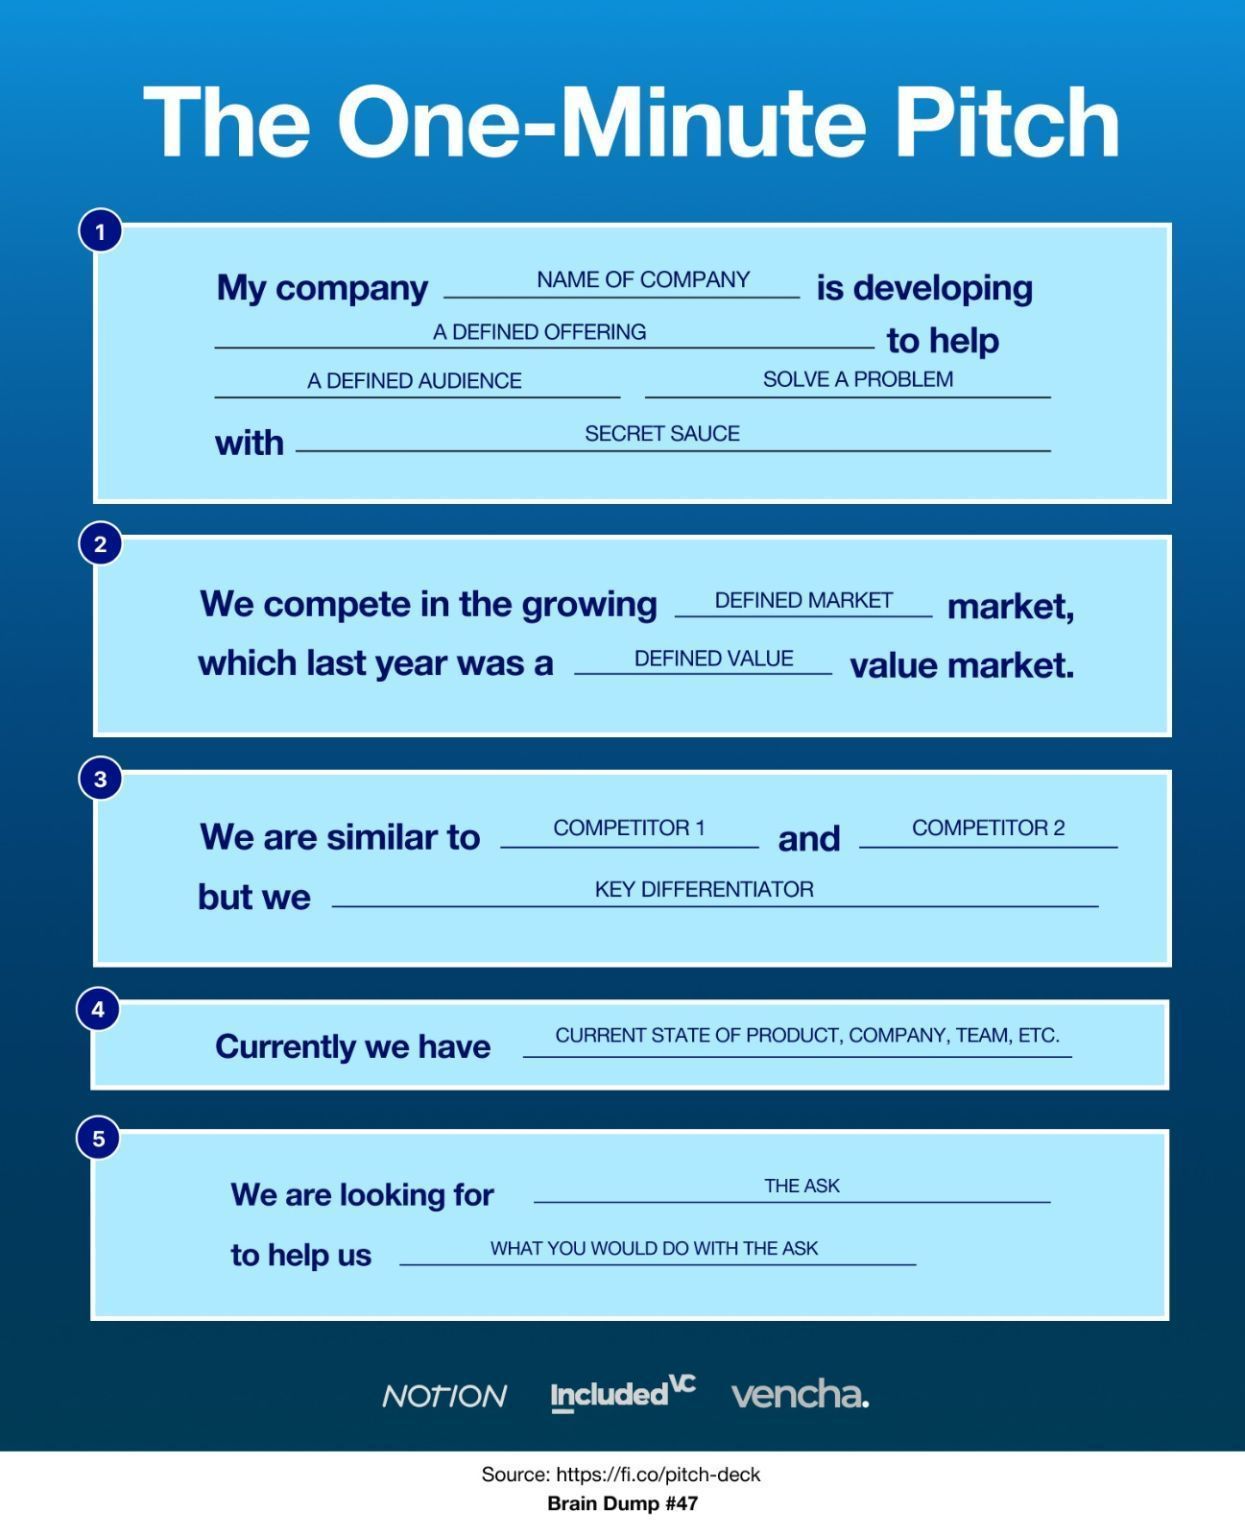 The One-Minute Pitch
1
My company NAME OF COMPANY is developing
A DEFINED OFFERING to help
A DEFINED AUDIENCE SOLVE A PROBLEM
with SECRET SAUCE
2
We compete in the growing DEFINED MARKET market,
which last year was a DEFINED VALUE value market.
3
We are similar to COMPETITOR 1 and COMPETITOR 2
but we KEY DIFFERENTIATOR
4
Currently we have CURRENT STATE OF PRODUCT, COMPANY, TEAM, ETC.
5
We are looking for THE ASK
to help us WHAT YOU WOULD DO WITH THE ASK
NOTION IncludedVC vencha.
Source: https://fi.co/pitch-deck
Brain Dump #47